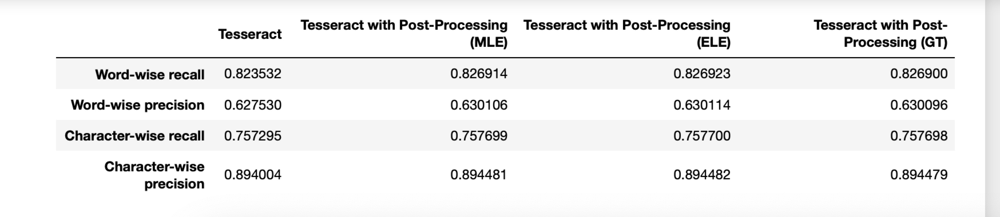 Tesseract Tesseract with Post-Processing (MLE) Tesseract with Post-Processing (ELE) Tesseract with Post-Processing (GT)
Word-wise recall 0.823532 0.826914 0.826923 0.826900
Word-wise precision 0.627530 0.630106 0.630114 0.630096
Character-wise recall 0.757295 0.757699 0.757700 0.757698
Character-wise precision 0.894004 0.894481 0.894482 0.894479